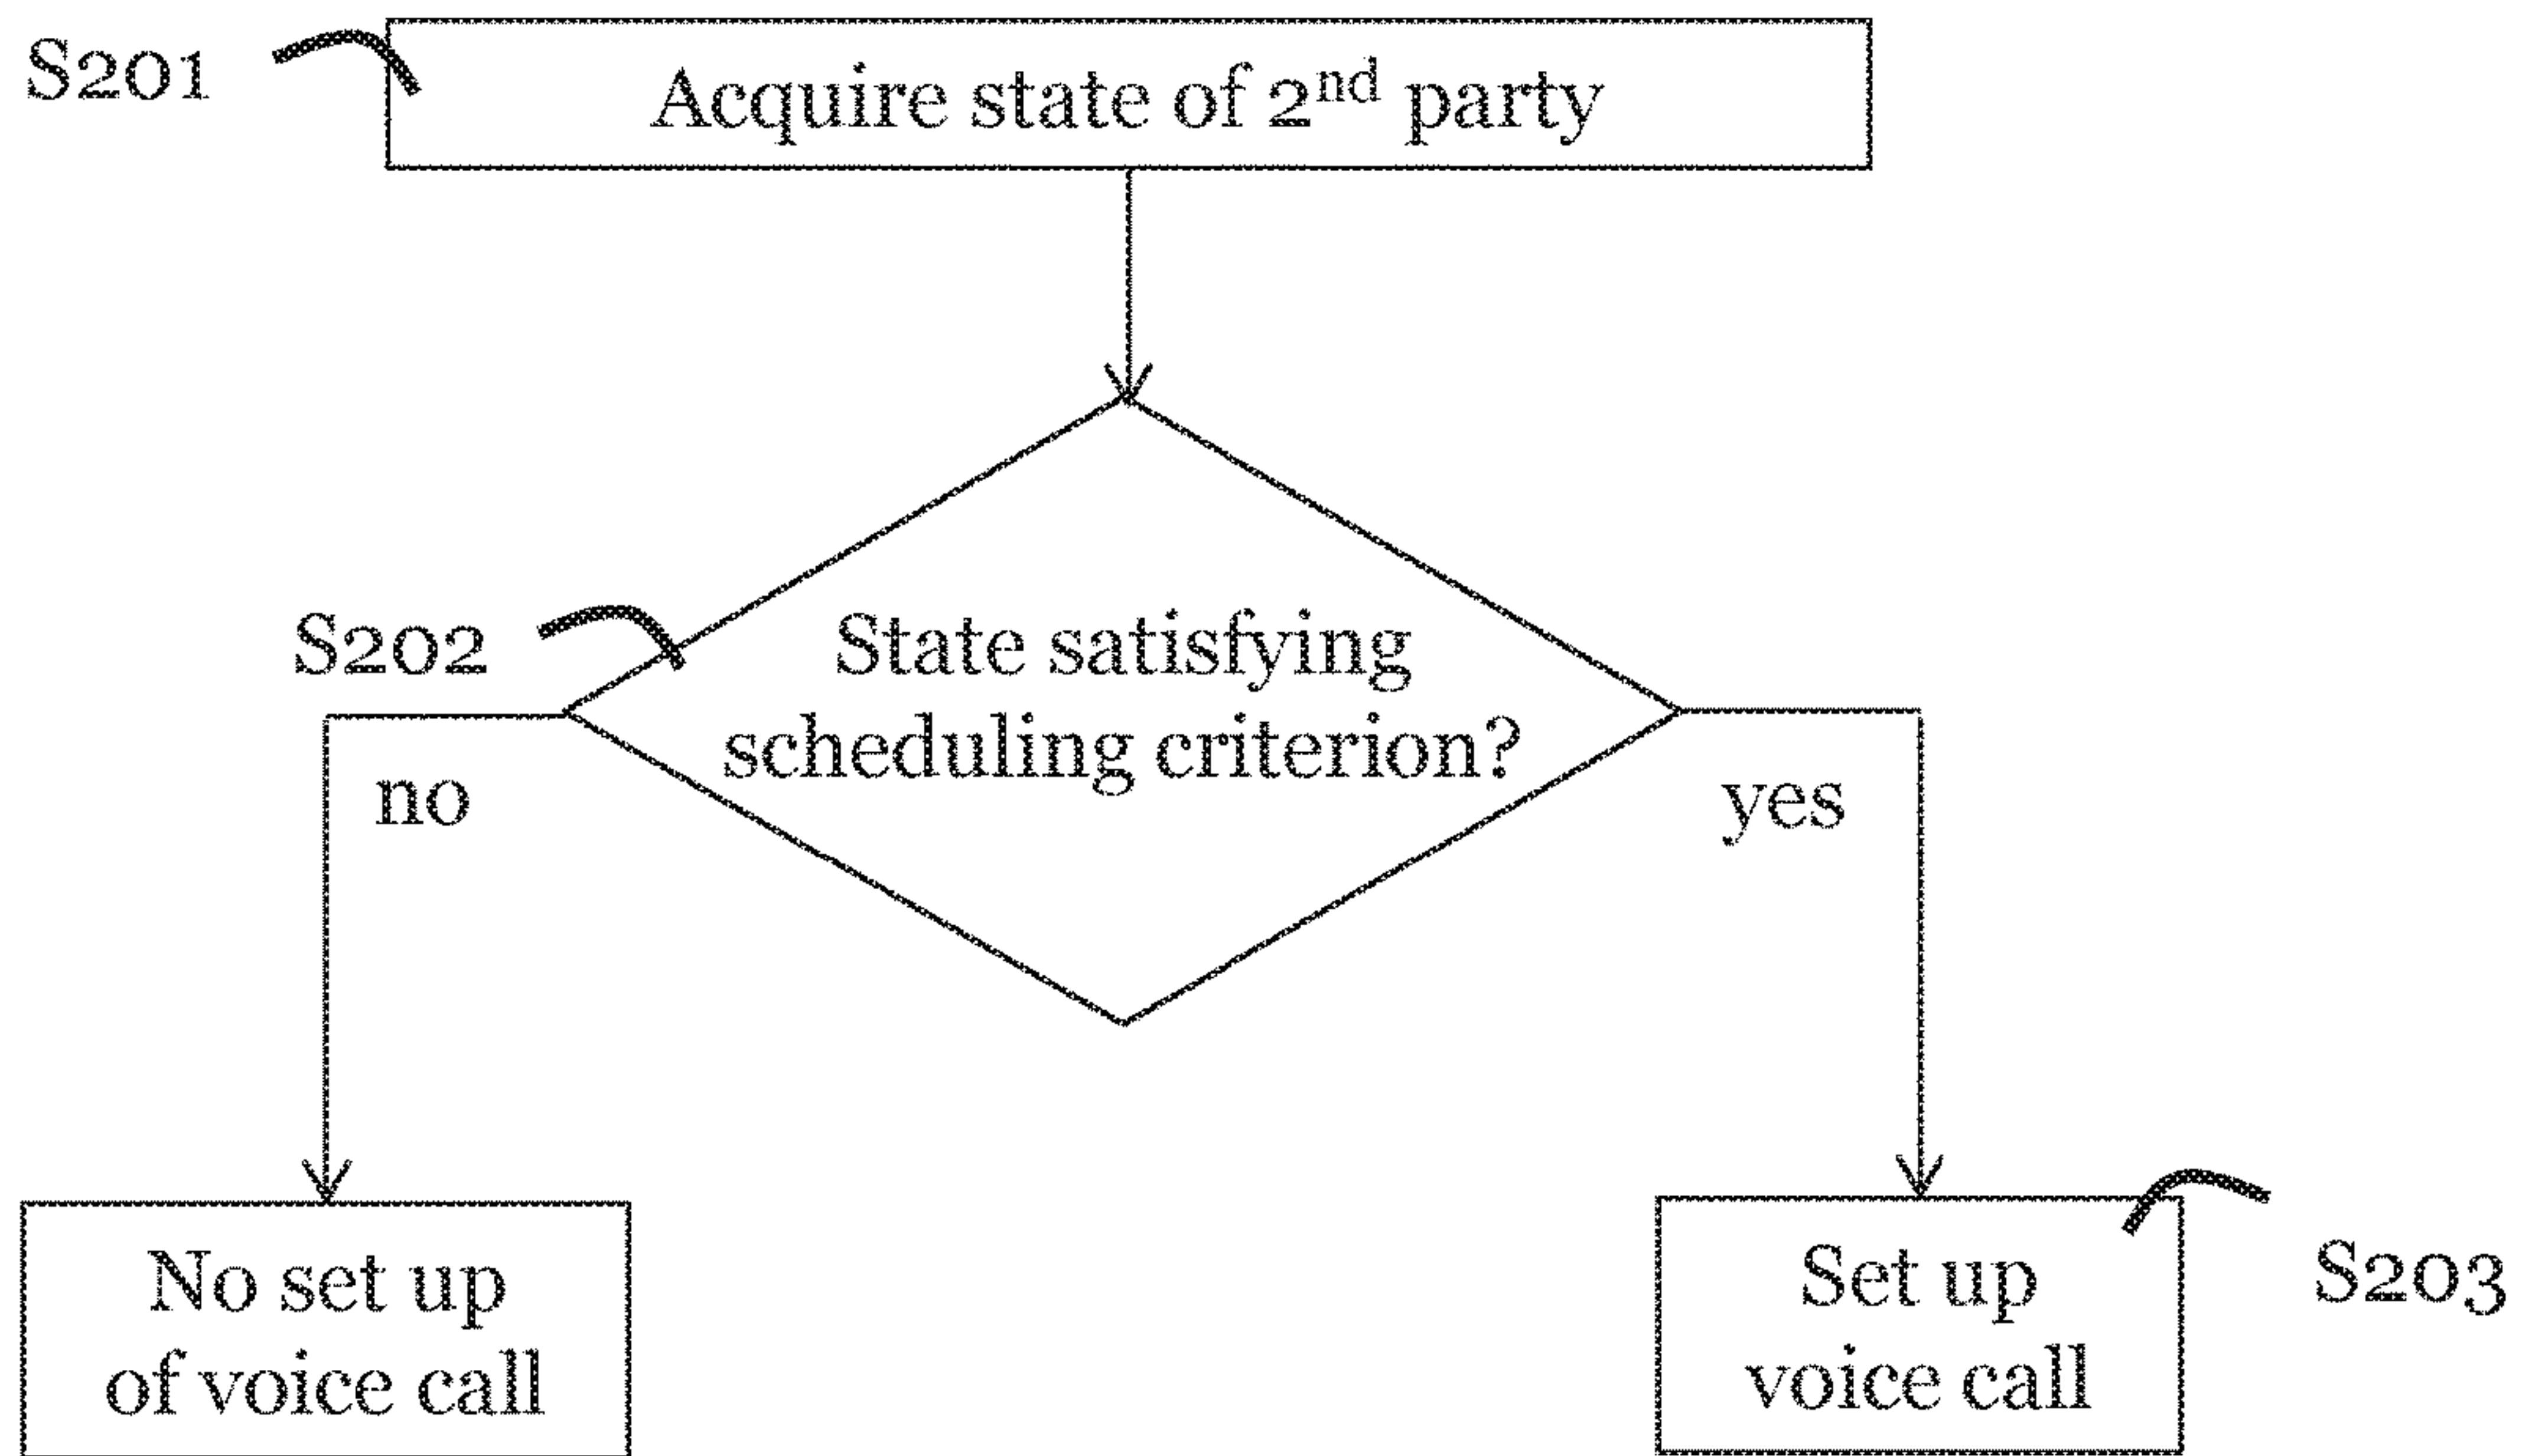 S201
Acquire state of 2nd party
S202
State satisfying
scheduling criterion?
no
yes
No set up
of voice call
Set up
voice call
S203